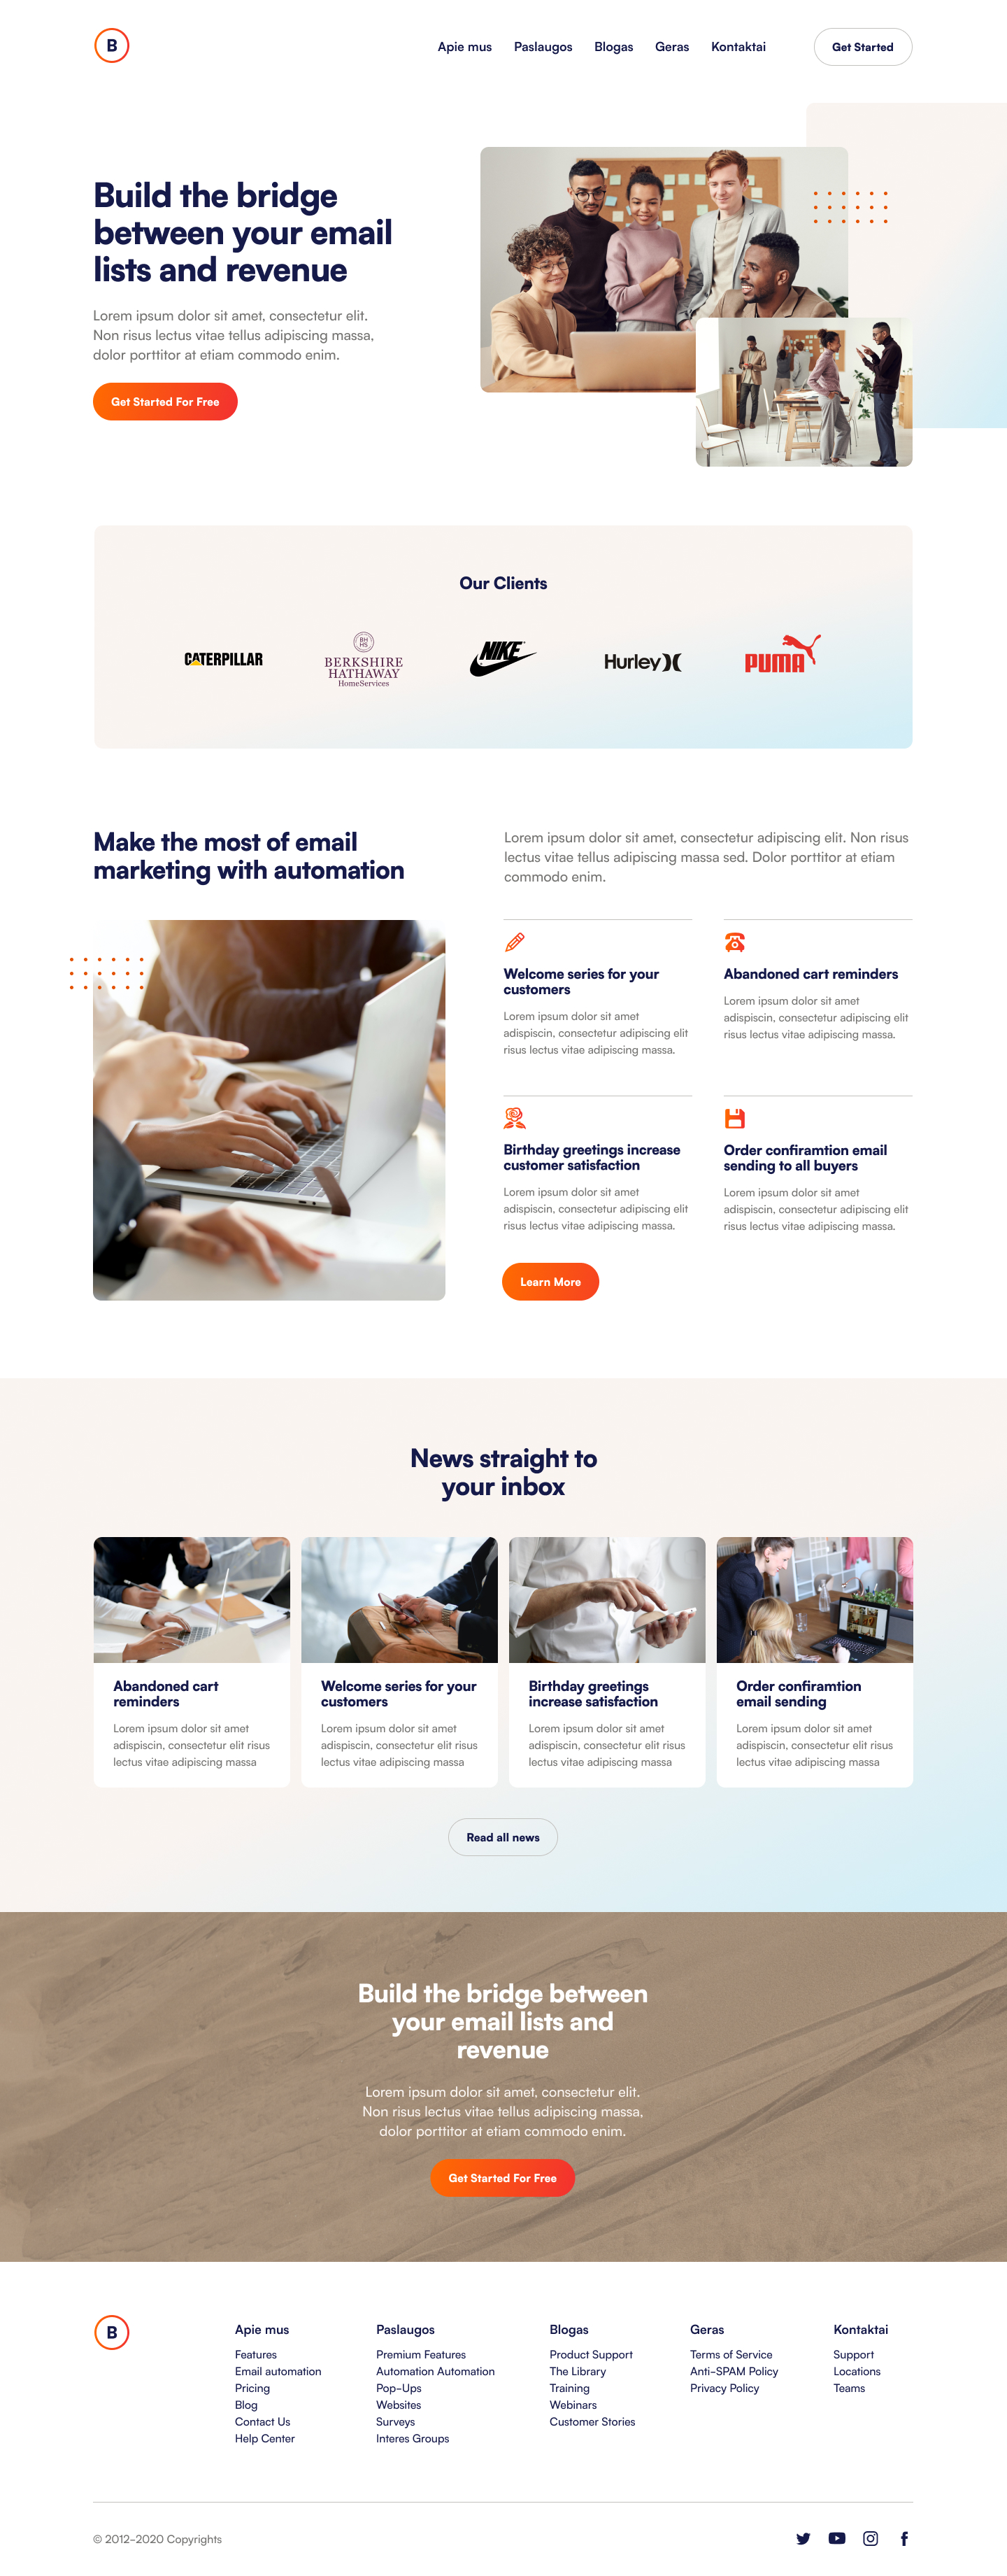 B
Apie mus
Paslaugos
Blogas
Geras
Kontaktai
Get Started
Build the bridge
between your email
lists and revenue
Lorem ipsum dolor sit amet, consectetur elit.
Non risus lectus vitae tellus adipiscing massa,
dolor porttitor at etiam commodo enim.
Get Started For Free
Our Clients
CATERPILLAR
BH
HS
BERKSHIRE
HATHAWAY
HomeServices
NIKE
Hurley
PUMA
Make the most of email
marketing with automation
Lorem ipsum dolor sit amet, consectetur adipiscing elit. Non risus
lectus vitae tellus adipiscing massa sed. Dolor porttitor at etiam
commodo enim.
Welcome series for your
customers
Lorem ipsum dolor sit amet
adispiscin, consectetur adipiscing elit
risus lectus vitae adipiscing massa.
Abandoned cart reminders
Lorem ipsum dolor sit amet
adispiscin, consectetur adipiscing elit
risus lectus vitae adipiscing massa.
Birthday greetings increase
customer satisfaction
Lorem ipsum dolor sit amet
adispiscin, consectetur adipiscing elit
risus lectus vitae adipiscing massa.
Order confiramtion email
sending to all buyers
Lorem ipsum dolor sit amet
adispiscin, consectetur adipiscing elit
risus lectus vitae adipiscing massa.
Learn More
News straight to
your inbox
Abandoned cart
reminders
Lorem ipsum dolor sit amet
adispiscin, consectetur elit risus
lectus vitae adipiscing massa
Welcome series for your
customers
Lorem ipsum dolor sit amet
adispiscin, consectetur elit risus
lectus vitae adipiscing massa
Birthday greetings
increase satisfaction
Lorem ipsum dolor sit amet
adispiscin, consectetur elit risus
lectus vitae adipiscing massa
Order confiramtion
email sending
Lorem ipsum dolor sit amet
adispiscin, consectetur elit risus
lectus vitae adipiscing massa
Read all news
Build the bridge between
your email lists and
revenue
Lorem ipsum dolor sit amet, consectetur elit.
Non risus lectus vitae tellus adipiscing massa,
dolor porttitor at etiam commodo enim.
Get Started For Free
B
Apie mus
Features
Email automation
Pricing
Blog
Contact Us
Help Center
Paslaugos
Premium Features
Automation Automation
Pop-Ups
Websites
Surveys
Interes Groups
Blogas
Product Support
The Library
Training
Webinars
Customer Stories
Geras
Terms of Service
Anti-SPAM Policy
Privacy Policy
Kontaktai
Support
Locations
Teams
© 2012-2020 Copyrights